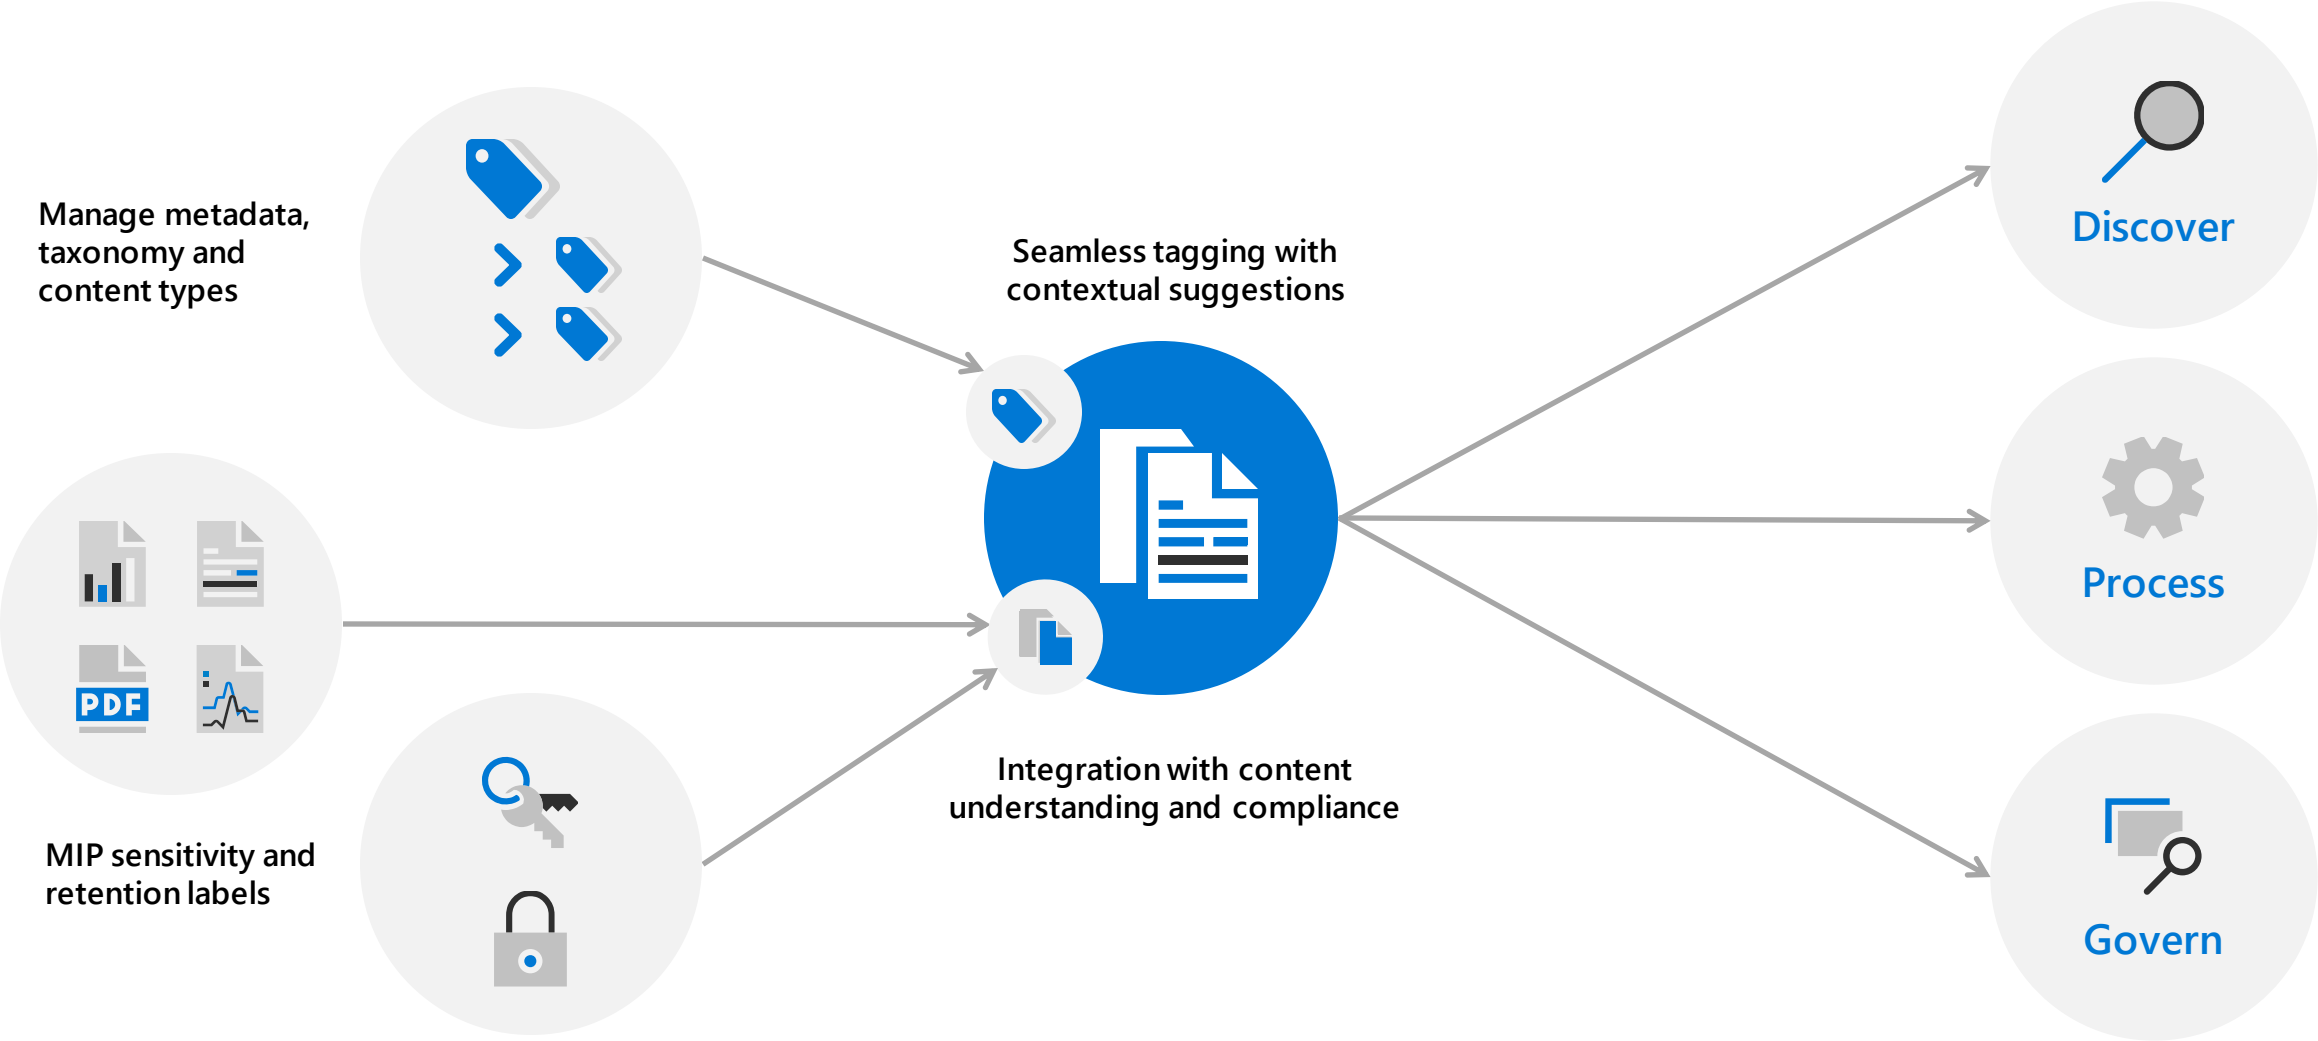 Manage metadata,
taxonomy and
content types
PDF
MIP sensitivity and
retention labels
Seamless tagging with
contextual suggestions
Integration with content
understanding and compliance
Discover
Process
Govern